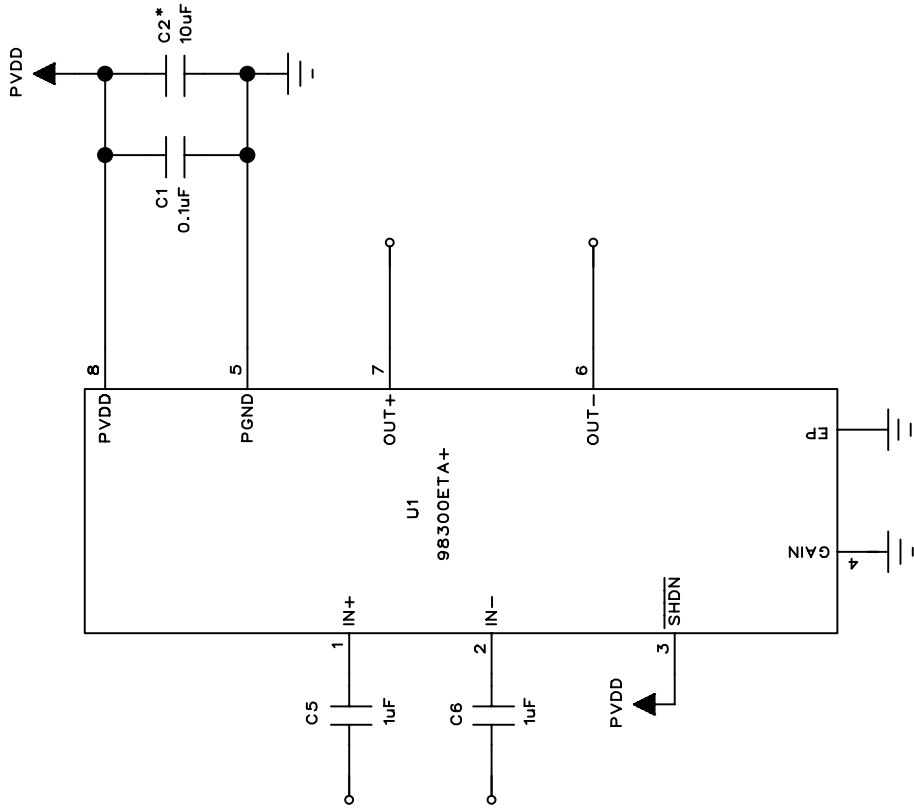 PVDD
C2*
10uF
C1
0.1uF
8
PVDD
5
PGND
7
OUT+
6
OUT-
U1
98300ETA+
EP
GAIN
4
1
IN+
2
IN-
3
SHDN
C5
1uF
C6
1uF
PVDD